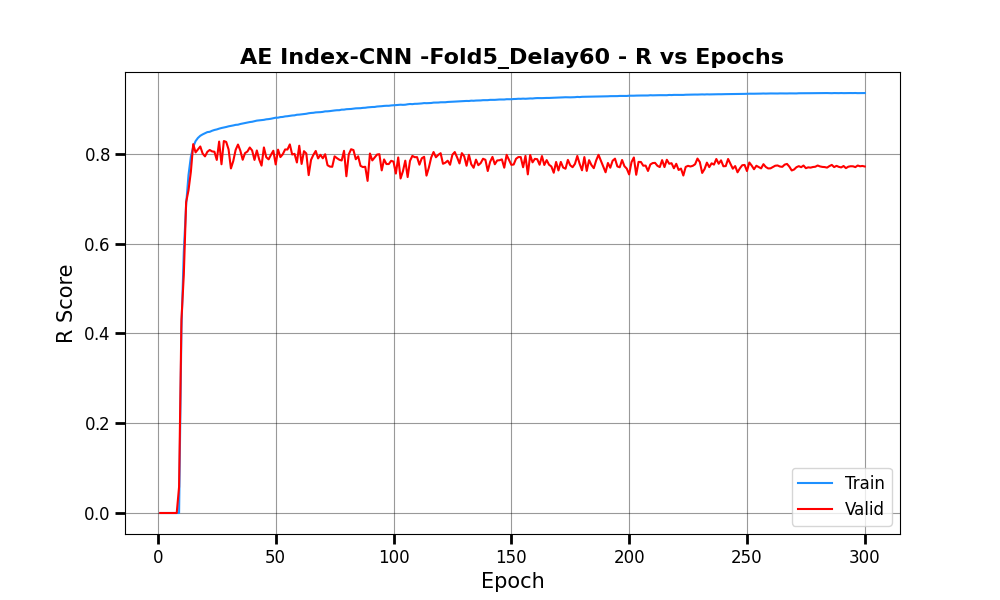 AE Index-CNN -Fold5_Delay60 - R vs Epochs
R Score
0.8
0.6
0.4
0.2
0.0
0 50 100 150 200 250 300
Epoch
Train
Valid